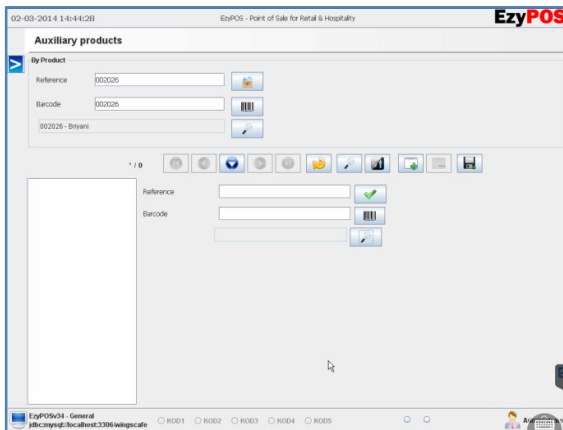 02-03-2014 14:44:28 EzyPOS - Point of Sale for Retail & Hospitality EzyPOS
Auxiliary products
By Product
Reference 002026
Barcode 002026
002026 - Briyani
* / 0
Reference
Barcode
EzyPOSv34 - General
jdbc:mysql://localhost:3306/wingscafe KOD1 KOD2 KOD3 KOD4 KOD5